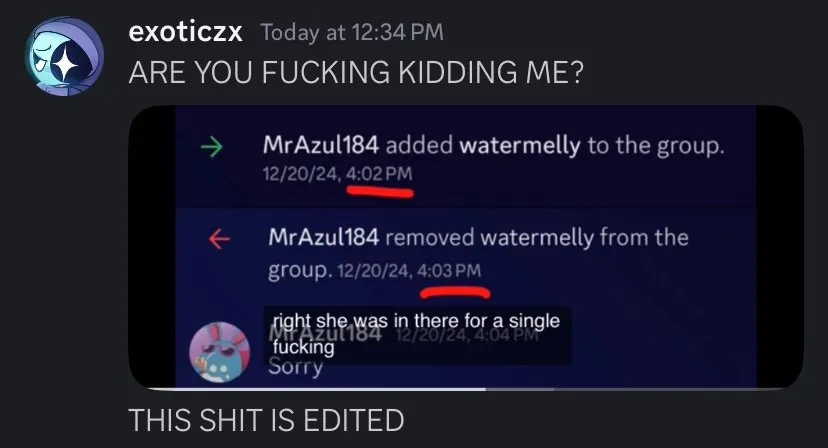 exoticzx Today at 12:34 PM
ARE YOU FUCKING KIDDING ME?
MrAzul184 added watermelly to the group.
12/20/24, 4:02 PM
MrAzul184 removed watermelly from the
group. 12/20/24, 4:03 PM
right she was in there for a single
fucking
MrAzul184 12/20/24, 4:04 PM
Sorry
THIS SHIT IS EDITED